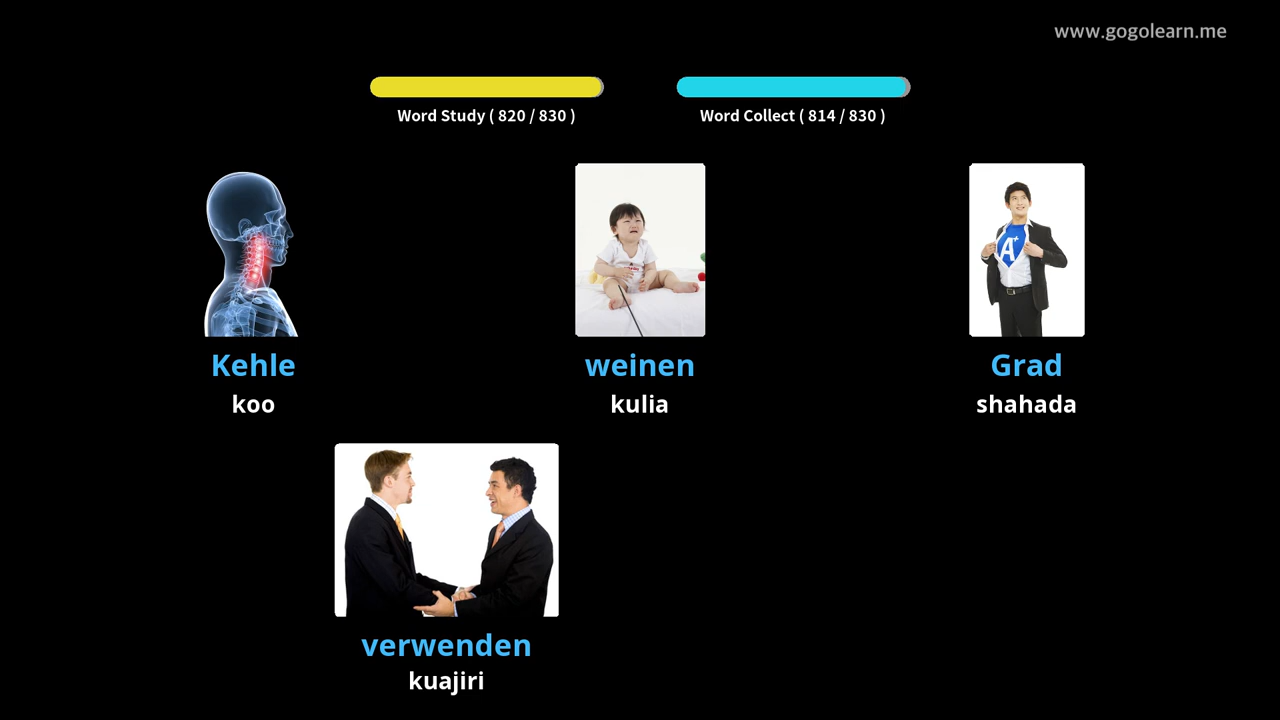 www.gogolearn.me
Word Study ( 820 / 830 )
Word Collect ( 814 / 830 )
A+
Kehle
koo
weinen
kulia
Grad
shahada
verwenden
kuajiri